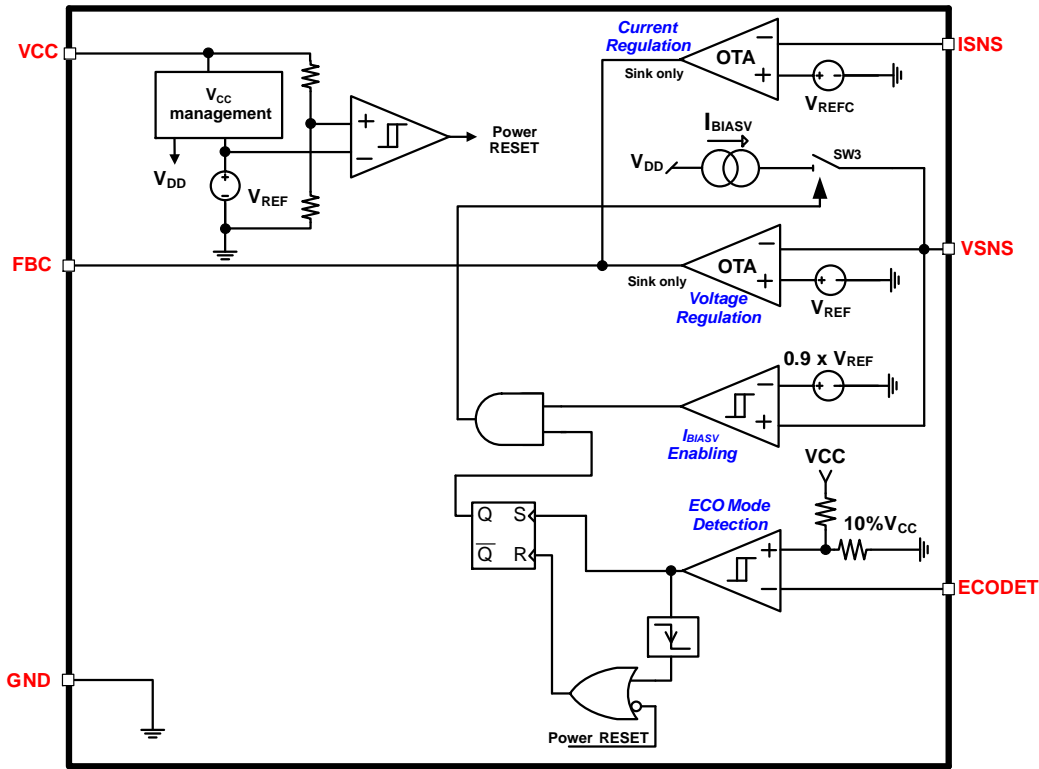 VCC
VCC
management
VDD
VREF
+
−
+
−
Power
RESET
Current
Regulation
Sink only
OTA
−
+
+
−
VREFC
ISNS
IBIASV
VDD
SW3
FBC
Sink only
OTA
−
+
+
−
VREF
Voltage
Regulation
VSNS
0.9 x VREF
−
+
+
−
IBIASV
Enabling
VCC
10%VCC
ECO Mode
Detection
+
−
ECODET
Q
S
Q
R
GND
Power RESET